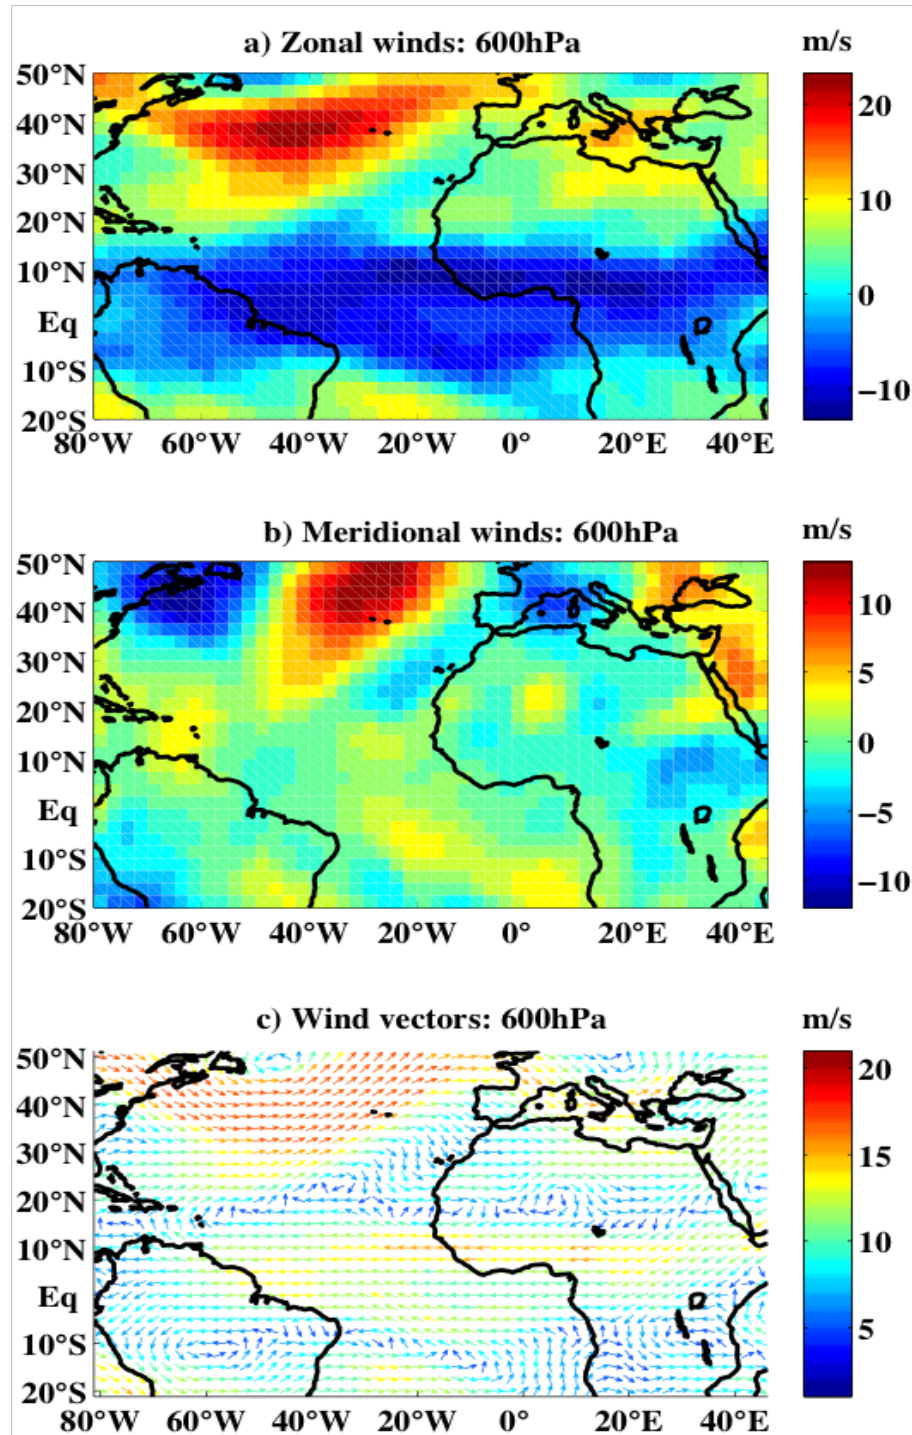 a) Zonal winds: 600hPa
m/s
50°N
40°N
30°N
20°N
10°N
Eq
10°S
20°S
80°W 60°W 40°W 20°W 0° 20°E 40°E
20
10
0
−10
b) Meridional winds: 600hPa
m/s
50°N
40°N
30°N
20°N
10°N
Eq
10°S
20°S
80°W 60°W 40°W 20°W 0° 20°E 40°E
10
5
0
−5
−10
c) Wind vectors: 600hPa
m/s
50°N
40°N
30°N
20°N
10°N
Eq
10°S
20°S
80°W 60°W 40°W 20°W 0° 20°E 40°E
20
15
10
5